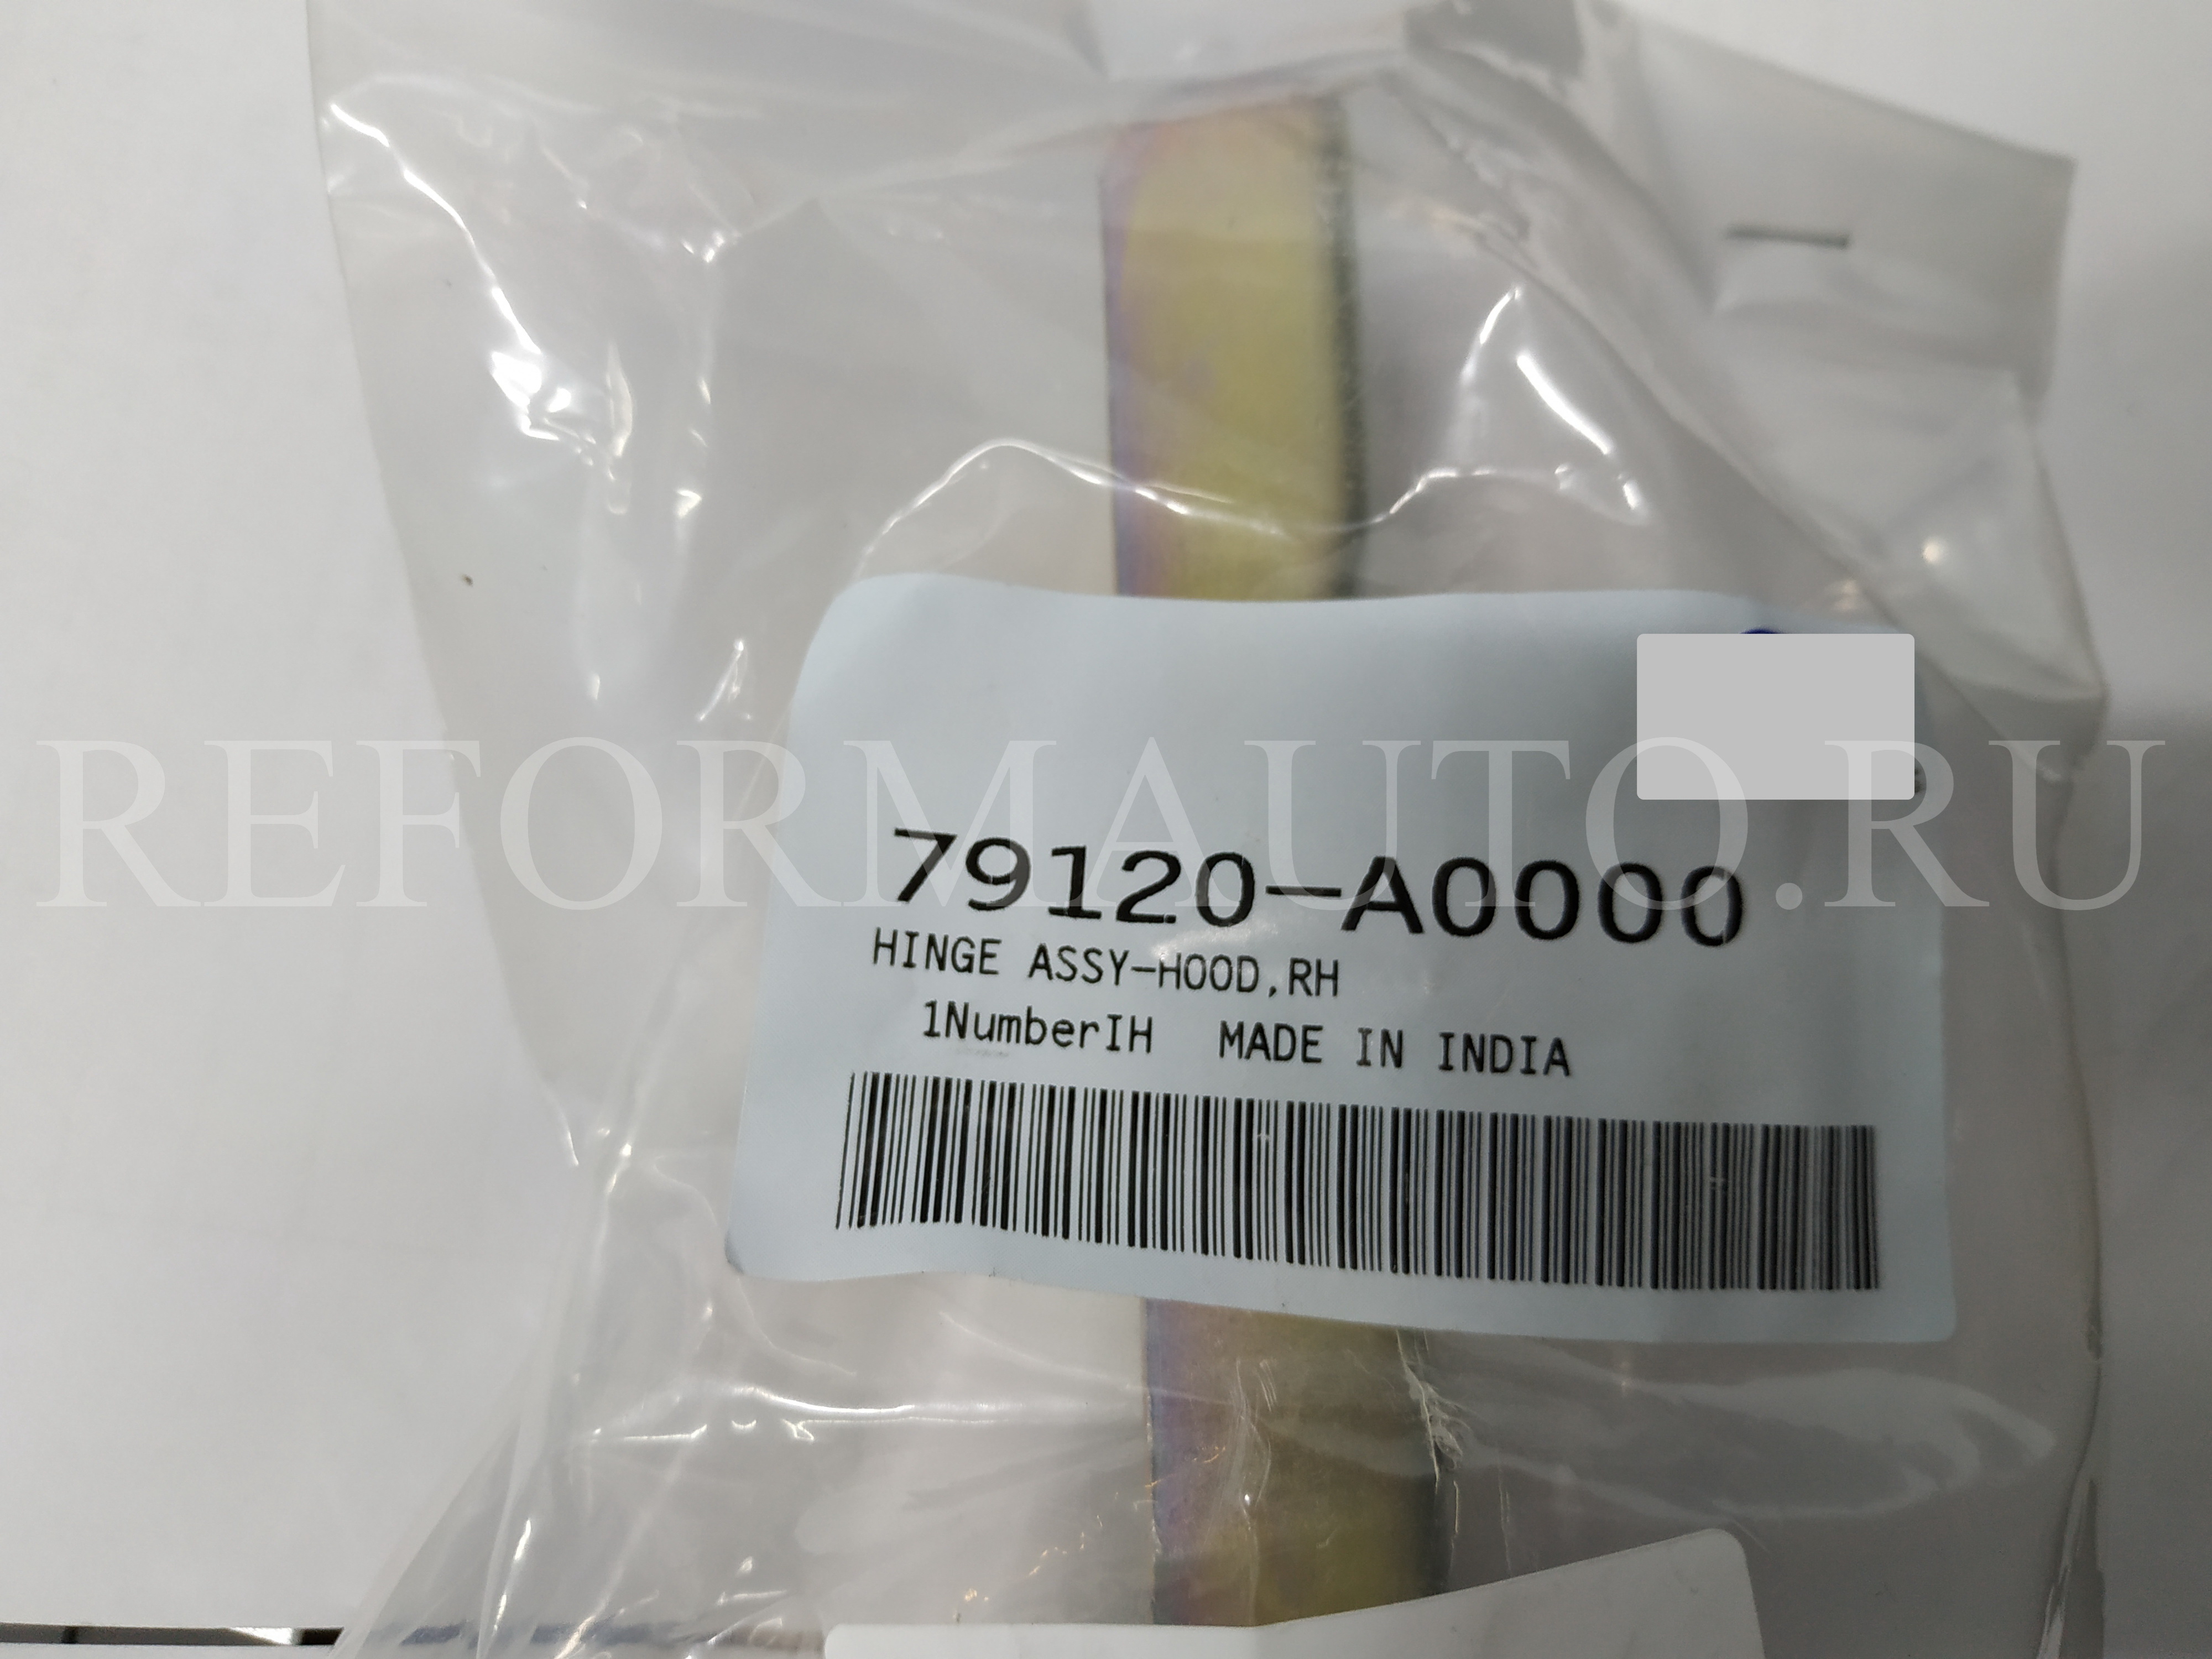 REFORMAUTO.RU
79120-A0000
HINGE ASSY-HOOD,RH
1NumberIH MADE IN INDIA